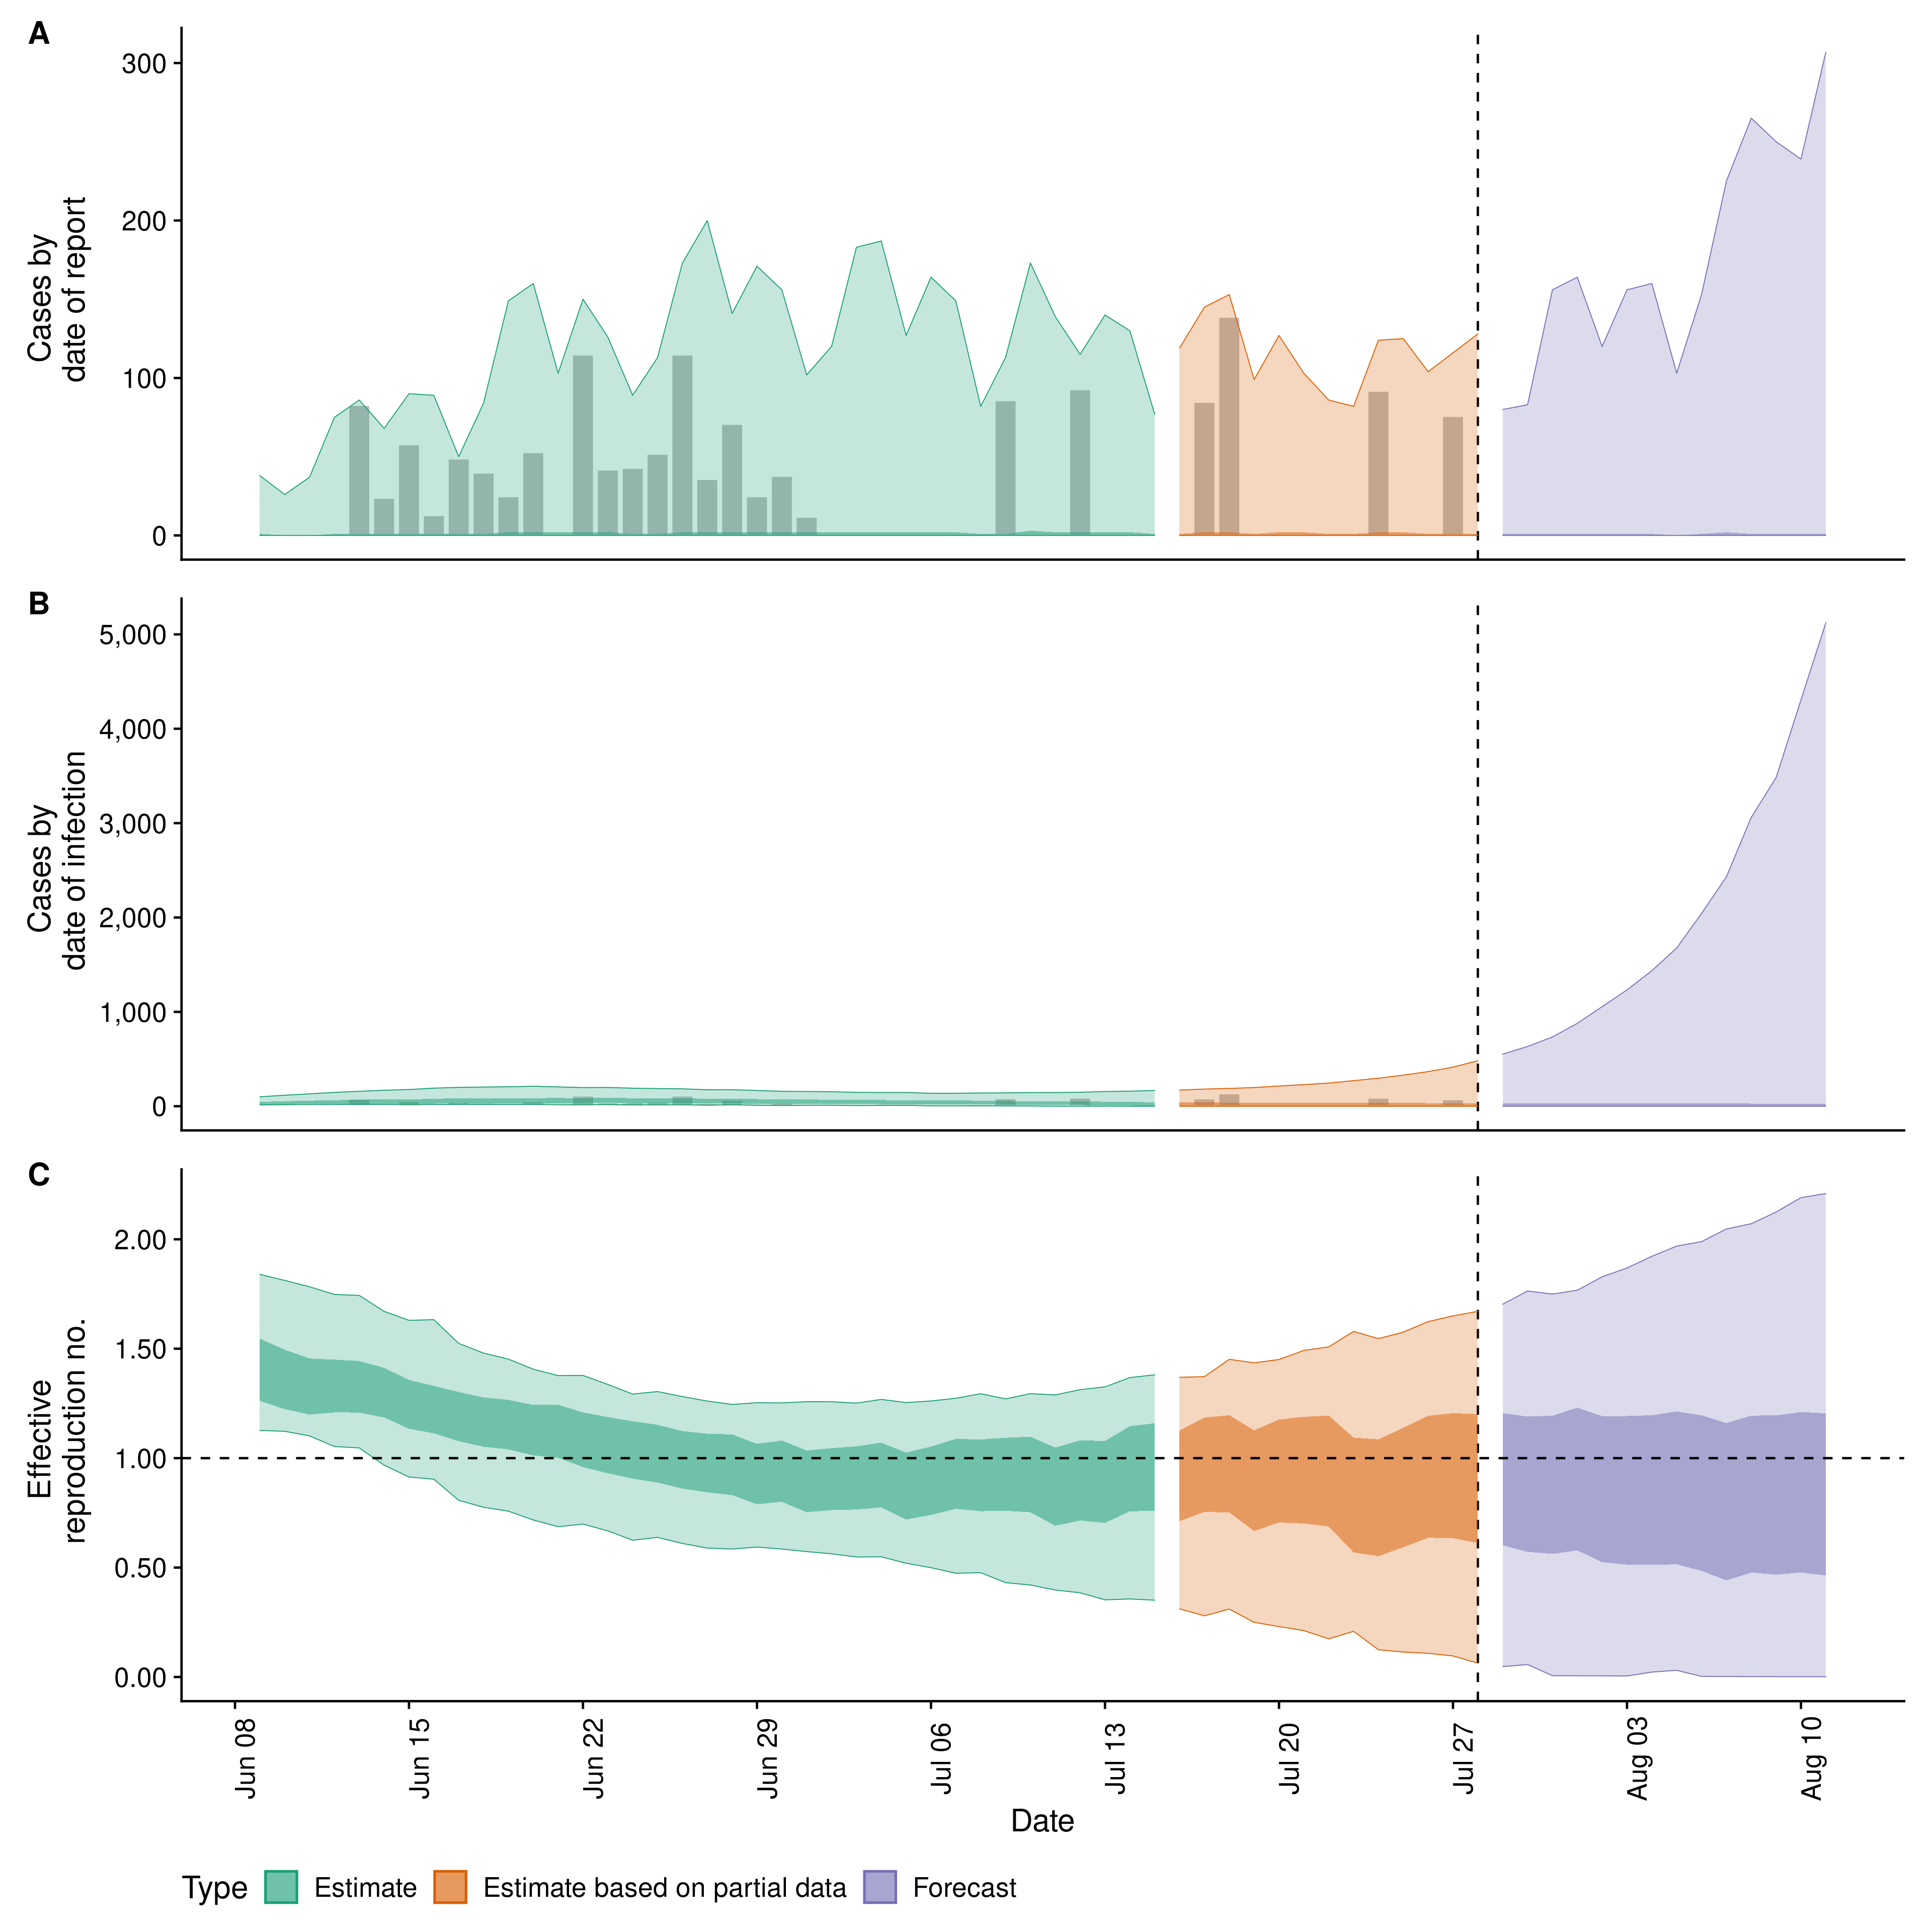 A
300
200
100
0
Cases by
date of report
B
5,000
4,000
3,000
2,000
1,000
0
Cases by
date of infection
C
2.00
1.50
1.00
0.50
0.00
Effective
reproduction no.
Jun 08
Jun 15
Jun 22
Jun 29
Jul 06
Jul 13
Jul 20
Jul 27
Aug 03
Aug 10
Date
Type Estimate Estimate based on partial data Forecast